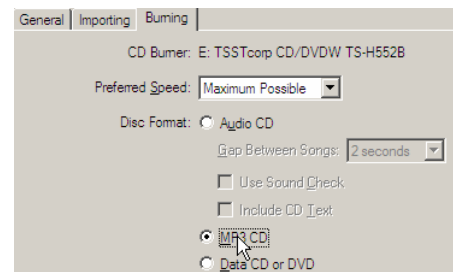 General Importing Burning
CD Burner: E: TSSTcorp CD/DVDW TS-H552B
Preferred Speed: Maximum Possible
Disc Format: Audio CD
Gap Between Songs: 2 seconds
Use Sound Check
Include CD Text
MP3 CD
Data CD or DVD